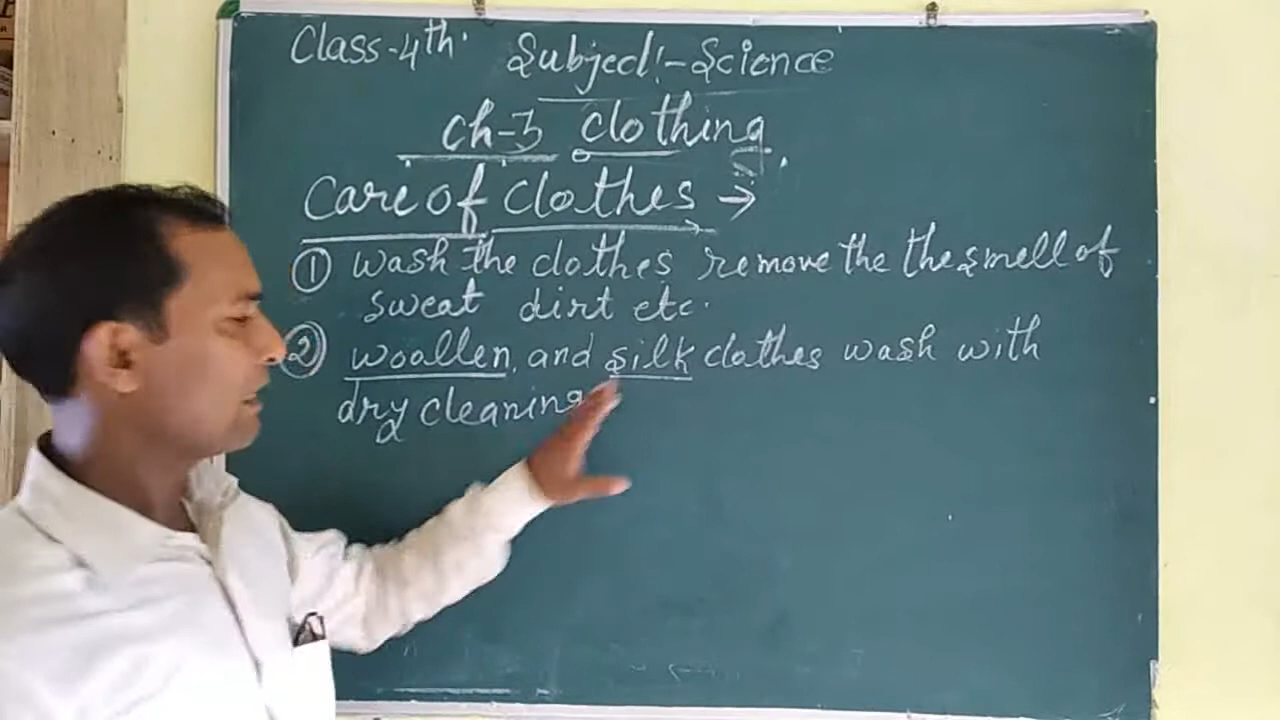 Class-4th.
Subject:-Science
Ch-3 Clothing
Care of Clothes →
① Wash the clothes remove the the smell of
sweat dirt etc.
② woollen and silk clothes wash with
dry cleaning